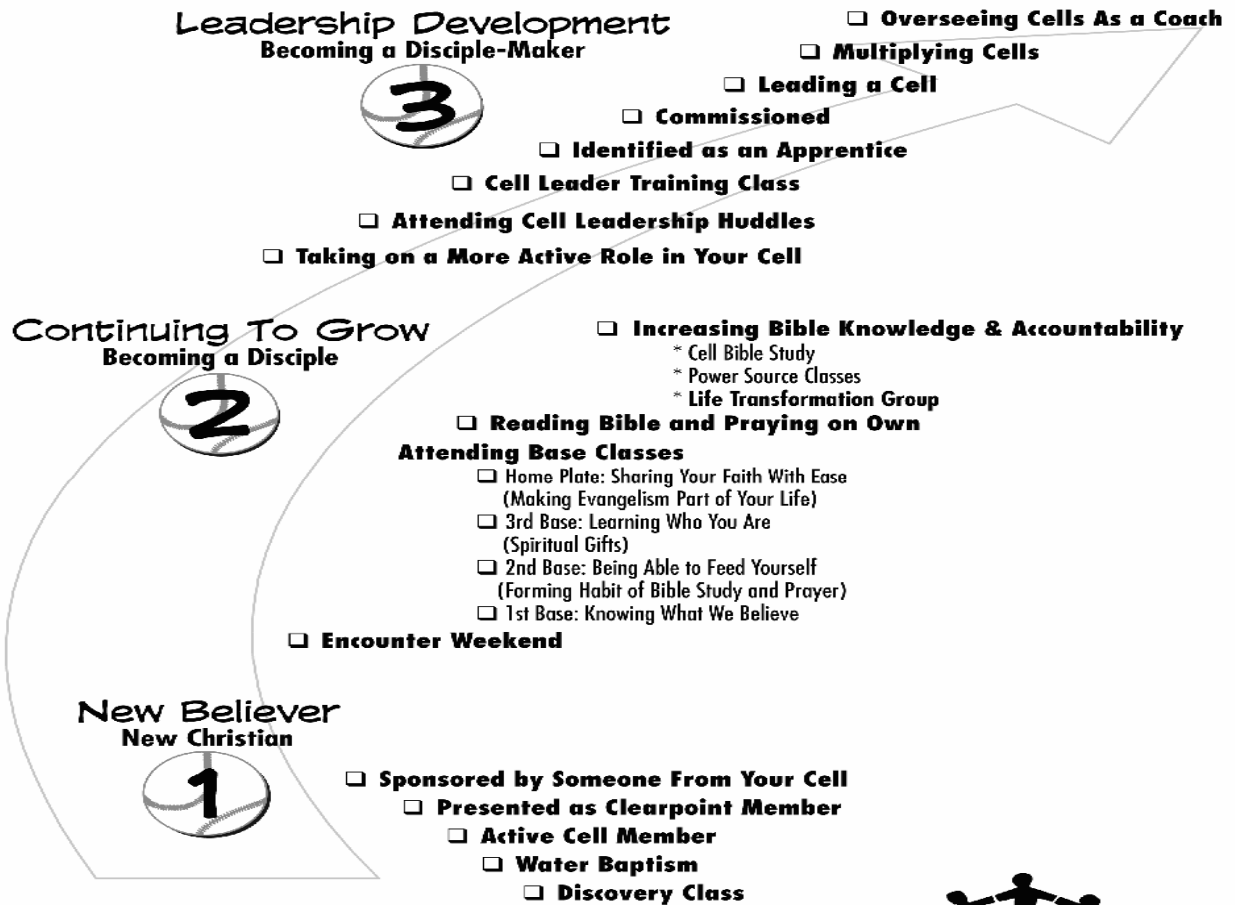 Leadership Development
Becoming a Disciple-Maker
3
❑ Overseeing Cells As a Coach
❑ Multiplying Cells
❑ Leading a Cell
❑ Commissioned
❑ Identified as an Apprentice
❑ Cell Leader Training Class
❑ Attending Cell Leadership Huddles
❑ Taking on a More Active Role in Your Cell
Continuing To Grow
Becoming a Disciple
2
❑ Increasing Bible Knowledge & Accountability
* Cell Bible Study
* Power Source Classes
* Life Transformation Group
❑ Reading Bible and Praying on Own
Attending Base Classes
❑ Home Plate: Sharing Your Faith With Ease
(Making Evangelism Part of Your Life)
❑ 3rd Base: Learning Who You Are
(Spiritual Gifts)
❑ 2nd Base: Being Able to Feed Yourself
(Forming Habit of Bible Study and Prayer)
❑ 1st Base: Knowing What We Believe
❑ Encounter Weekend
New Believer
New Christian
1
❑ Sponsored by Someone From Your Cell
❑ Presented as Clearpoint Member
❑ Active Cell Member
❑ Water Baptism
❑ Discovery Class